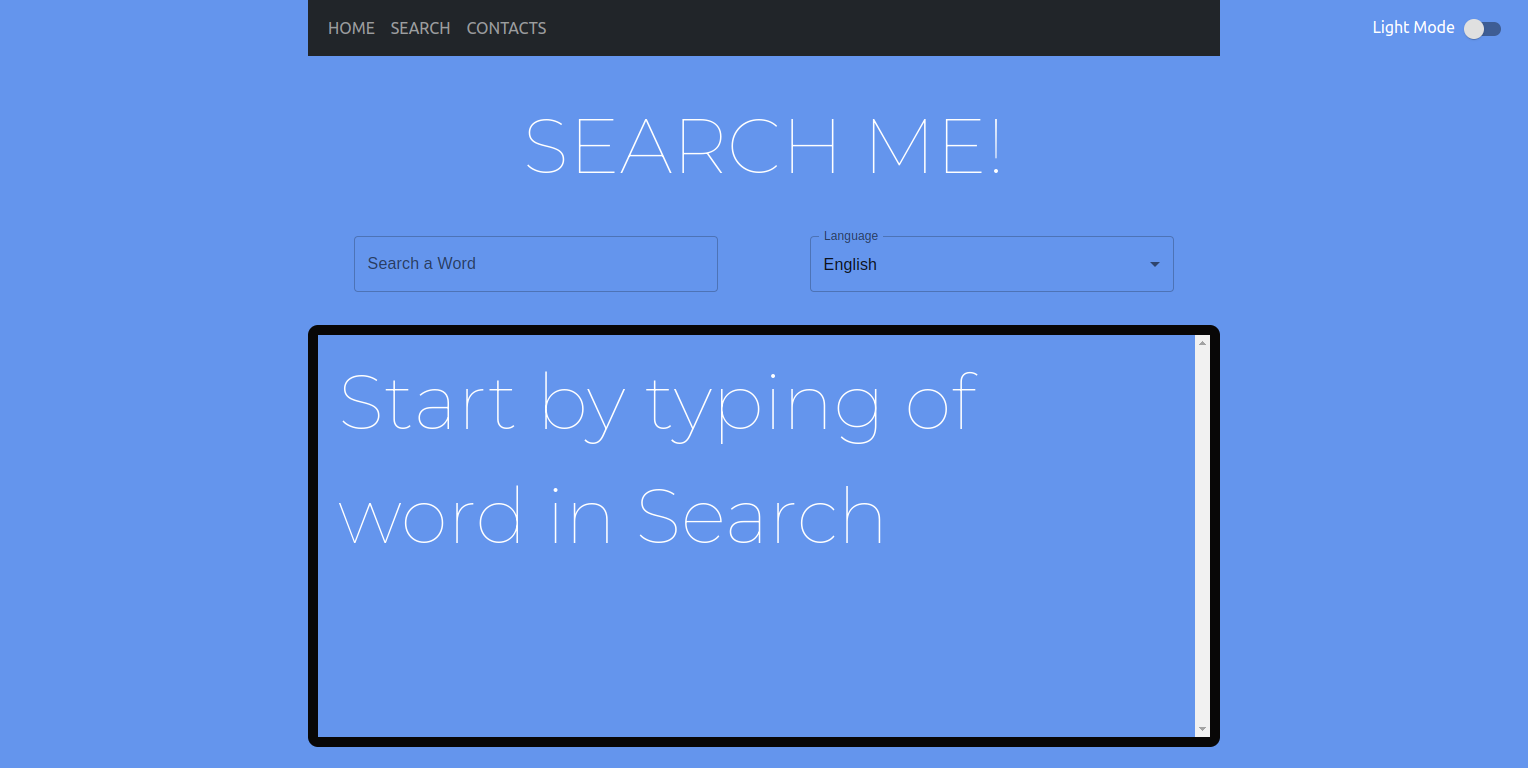 HOME SEARCH CONTACTS
Light Mode
SEARCH ME!
Search a Word
Language
English
Start by typing of
word in Search